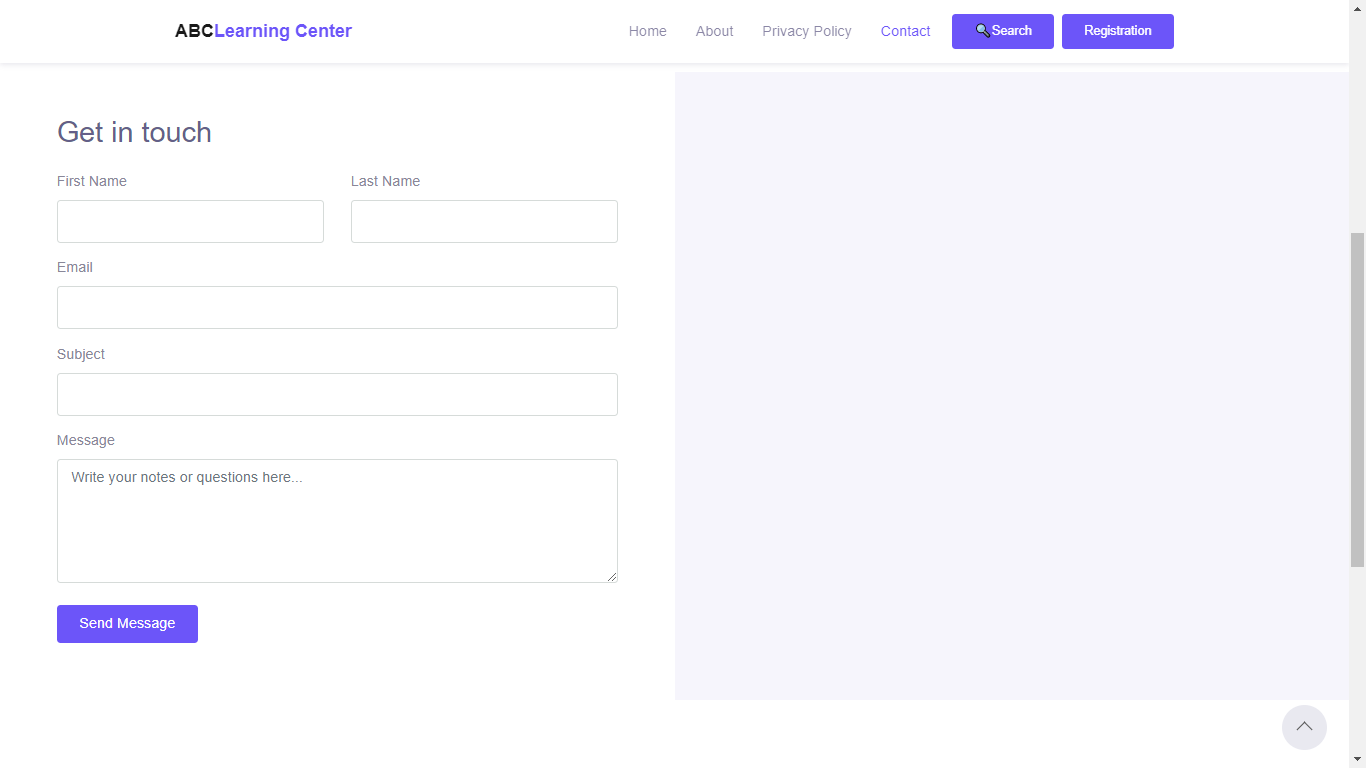 ABCLearning Center Home About Privacy Policy Contact Search Registration
Get in touch
First Name Last Name
Email
Subject
Message
Write your notes or questions here...
Send Message